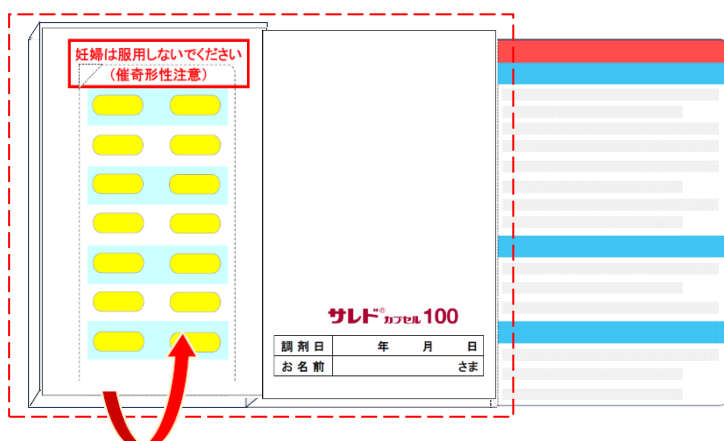 妊婦は服用しないでください
（催奇形性注意）
サレド®カプセル100
調剤日 年 月 日
お名前 さま